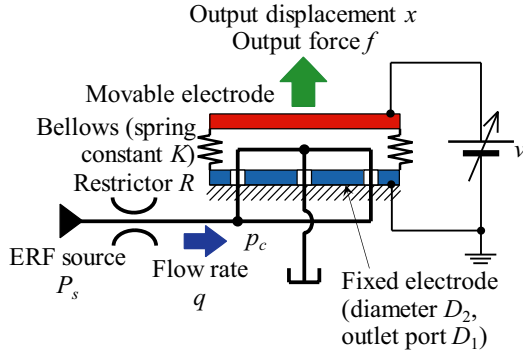 Output displacement x
Output force f
Movable electrode
Bellows (spring
constant K)
Restrictor R
v
ERF source
P_s
Flow rate
q
p_c
Fixed electrode
(diameter D_2,
outlet port D_1)